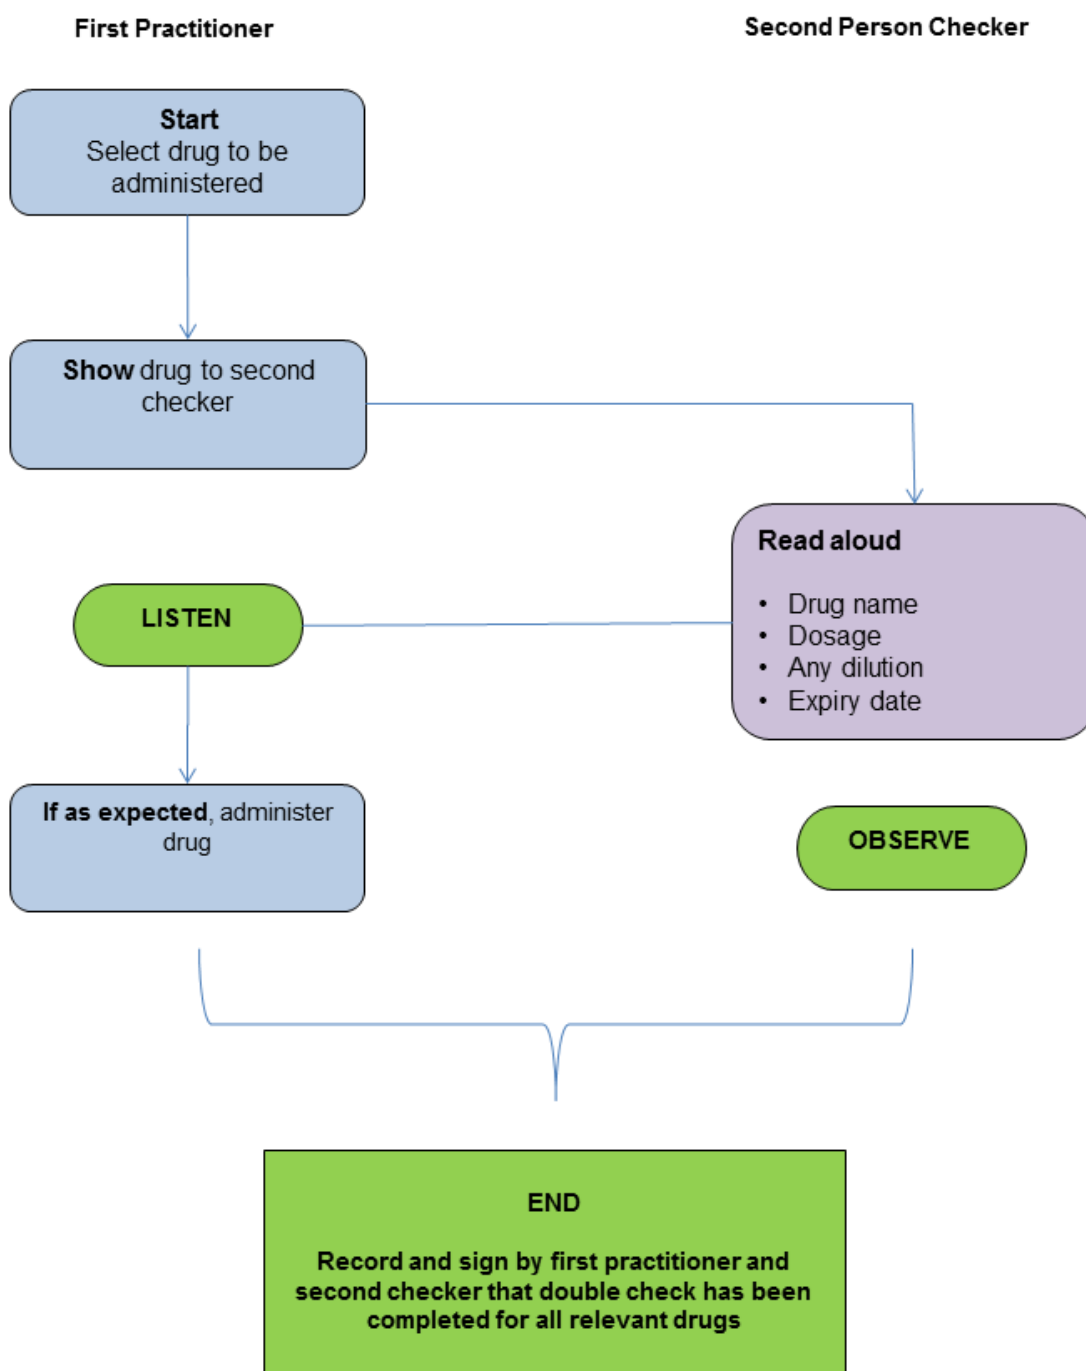 First Practitioner
Second Person Checker
Start
Select drug to be
administered
Show drug to second
checker
Read aloud
• Drug name
• Dosage
• Any dilution
• Expiry date
LISTEN
If as expected, administer
drug
OBSERVE
END
Record and sign by first practitioner and
second checker that double check has been
completed for all relevant drugs